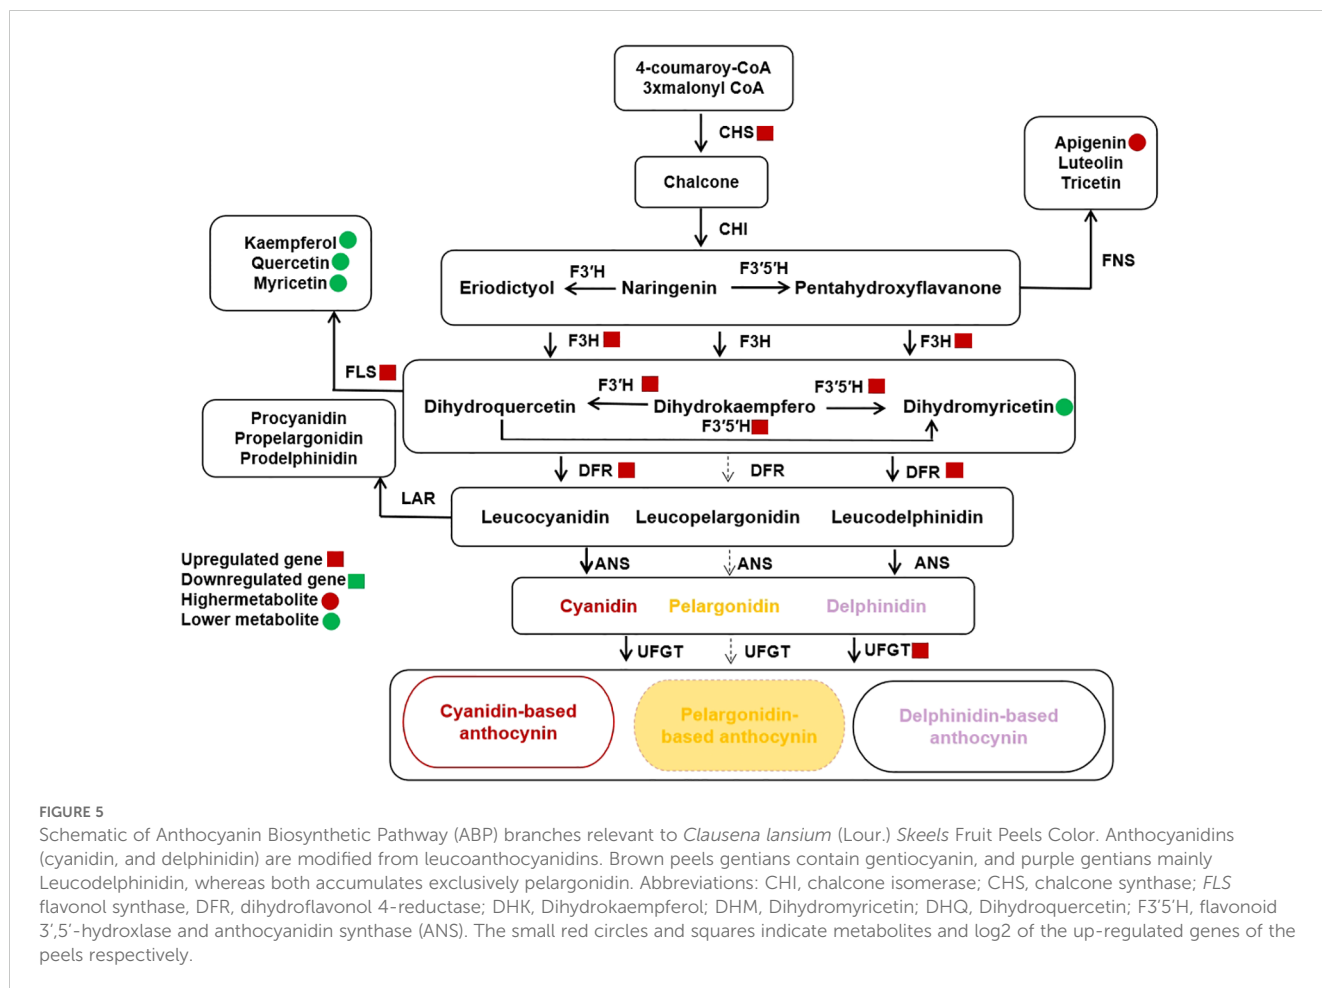 4-coumaroy-CoA
3xmalonyl CoA
CHS
Chalcone
CHI
Apigenin
Luteolin
Tricetin
FNS
Kaempferol
Quercetin
Myricetin
F3'H
F3'5'H
Eriodictyol
Naringenin
Pentahydroxyflavanone
F3H
F3H
F3H
FLS
F3'H
F3'5'H
Dihydroquercetin
Dihydrokaempfero
Dihydromyricetin
F3'5'H
Procyanidin
Propelargonidin
Prodelphinidin
DFR
DFR
DFR
LAR
Leucocyanidin
Leucopelargonidin
Leucodelphinidin
ANS
ANS
ANS
Upregulated gene
Downregulated gene
Highermetabolite
Lower metabolite
Cyanidin
Pelargonidin
Delphinidin
UFGT
UFGT
UFGT
Cyanidin-based
anthocynin
Pelargonidin-
based anthocynin
Delphinidin-based
anthocynin
FIGURE 5
Schematic of Anthocyanin Biosynthetic Pathway (ABP) branches relevant to Clausena lansium (Lour.) Skeels Fruit Peels Color. Anthocyanidins
(cyanidin, and delphinidin) are modified from leucoanthocyanidins. Brown peels gentians contain gentiocyanin, and purple gentians mainly
Leucodelphinidin, whereas both accumulates exclusively pelargonidin. Abbreviations: CHI, chalcone isomerase; CHS, chalcone synthase; FLS
flavonol synthase, DFR, dihydroflavonol 4-reductase; DHK, Dihydrokaempferol; DHM, Dihydromyricetin; DHQ, Dihydroquercetin; F3'5'H, flavonoid
3',5'-hydroxlase and anthocyanidin synthase (ANS). The small red circles and squares indicate metabolites and log2 of the up-regulated genes of the
peels respectively.